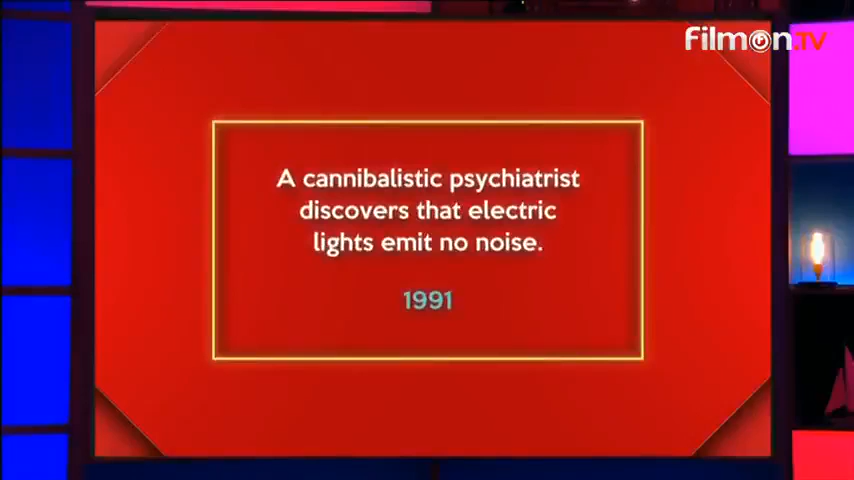 Filmon.TV
A cannibalistic psychiatrist
discovers that electric
lights emit no noise.
1991